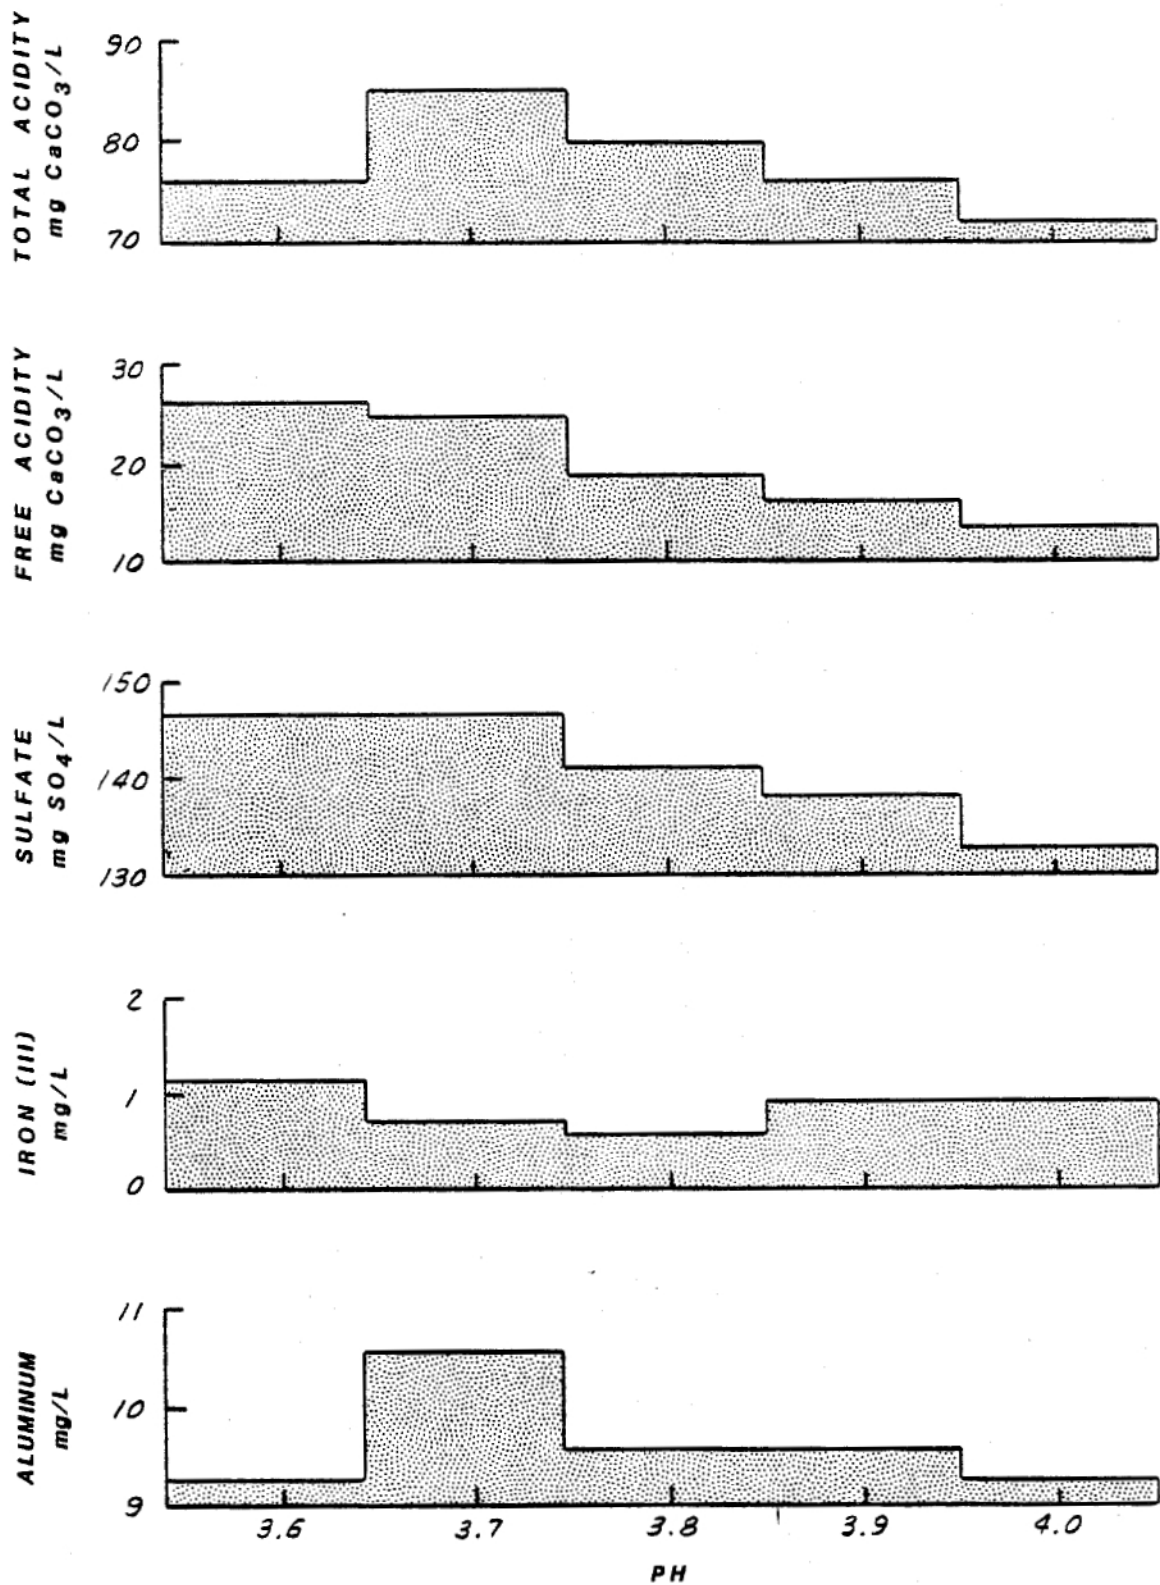 TOTAL ACIDITY
mg CaCO3/L
90
80
70
FREE ACIDITY
mg CaCO3/L
30
20
10
SULFATE
mg SO4/L
150
140
130
IRON (III)
mg/L
2
1
0
ALUMINUM
mg/L
11
10
9
3.6 3.7 3.8 3.9 4.0
PH